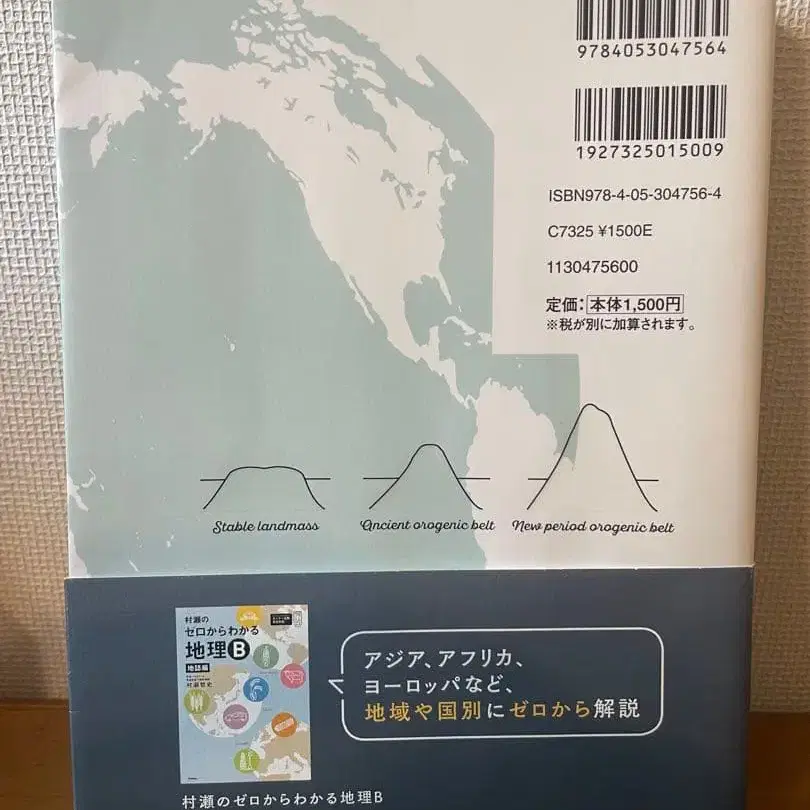 9784053047564
1927325015009
ISBN978-4-05-304756-4
C7325 ¥1500E
1130475600
定価：本体1,500円
※税が別に加算されます。
Stable landmass
Ancient orogenic belt
New period orogenic belt
村瀬の
ゼロからわかる
地理B
地誌編
村瀬哲史
アジア、アフリカ、
ヨーロッパなど、
地域や国別にゼロから解説
村瀬のゼロからわかる地理B